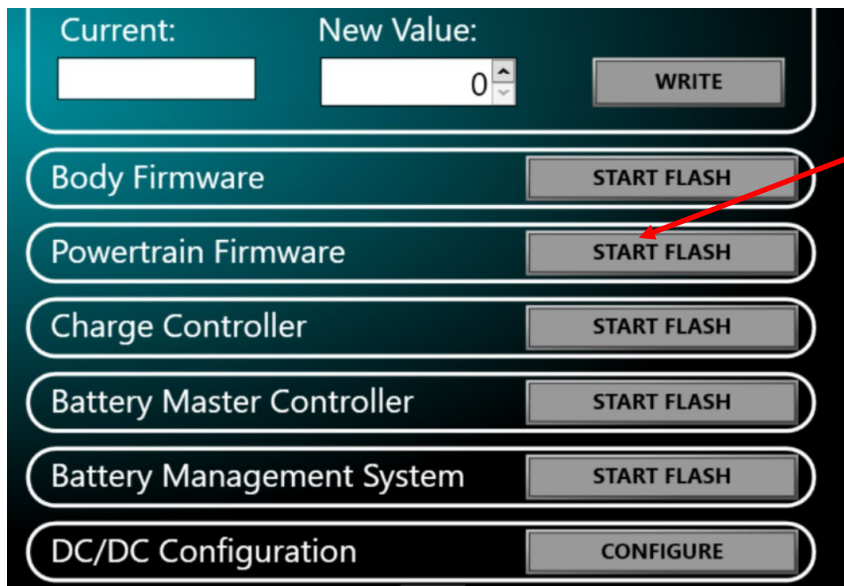 Current: New Value:
0 WRITE
Body Firmware START FLASH
Powertrain Firmware START FLASH
Charge Controller START FLASH
Battery Master Controller START FLASH
Battery Management System START FLASH
DC/DC Configuration CONFIGURE